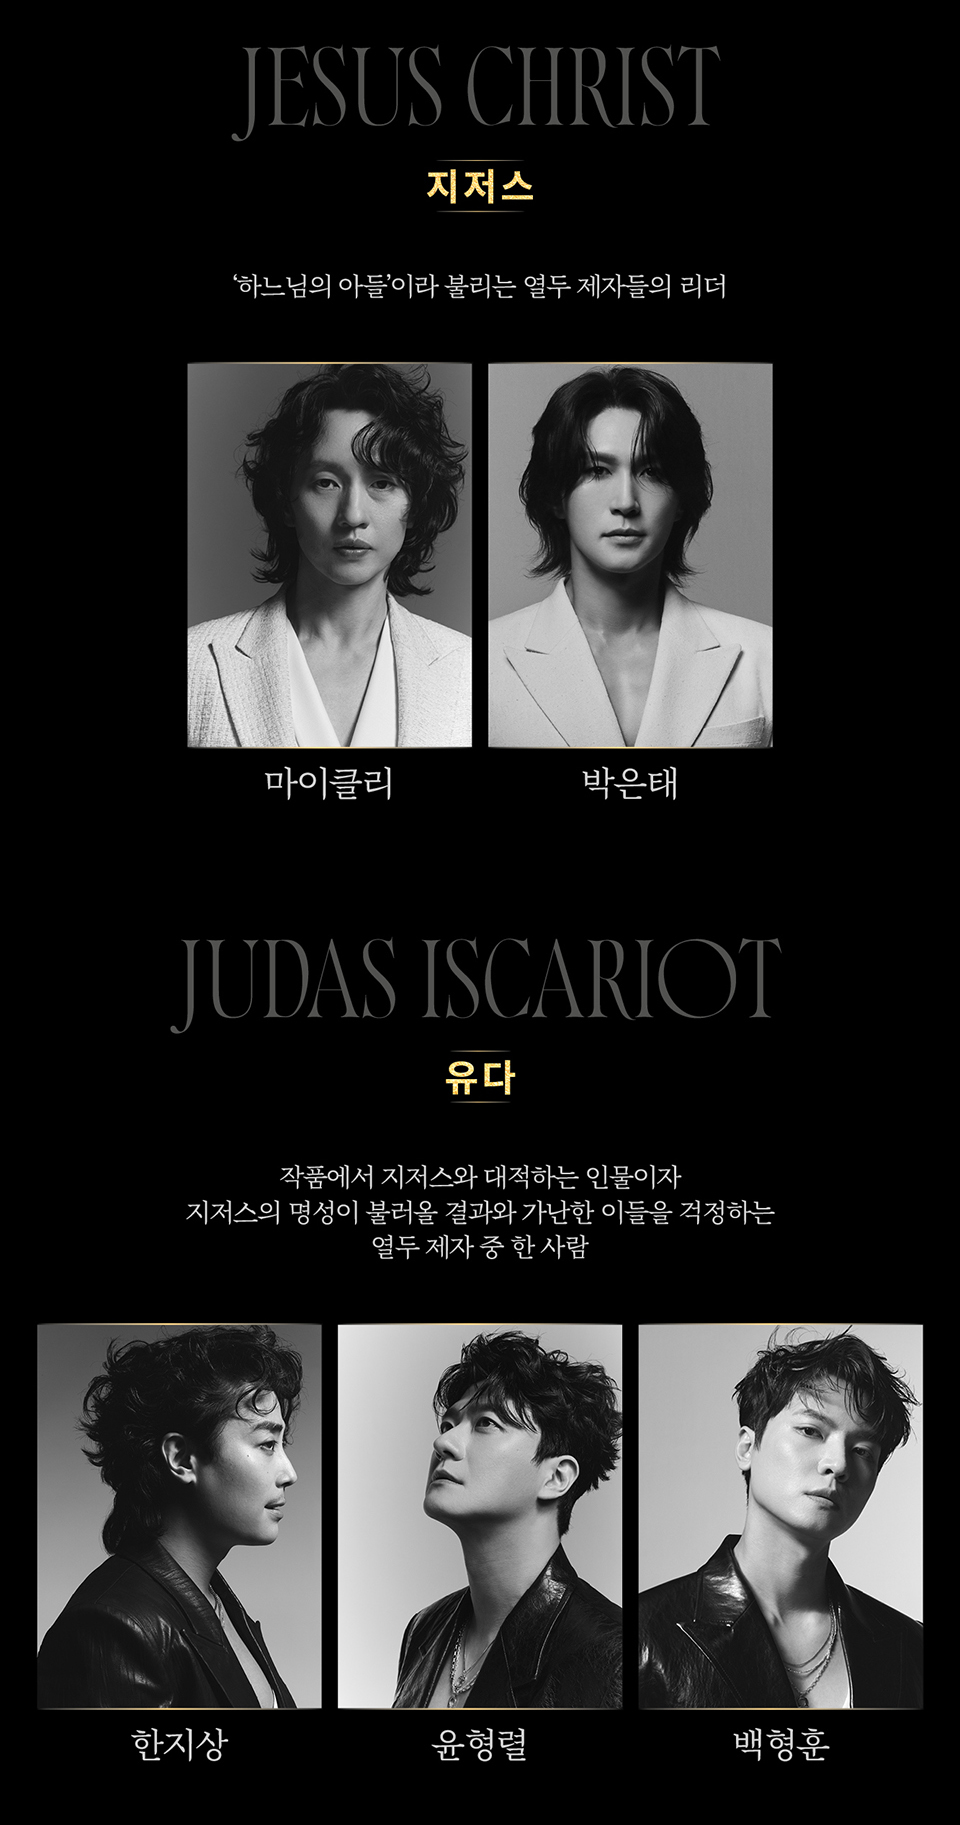 JESUS CHRIST
지저스
‘하느님의 아들’이라 불리는 열두 제자들의 리더
마이클리
박은태
JUDAS ISCARIOT
유다
작품에서 지저스와 대적하는 인물이자
지저스의 명성이 불러올 결과와 가난한 이들을 걱정하는
열두 제자 중 한 사람
한지상
윤형렬
백형훈